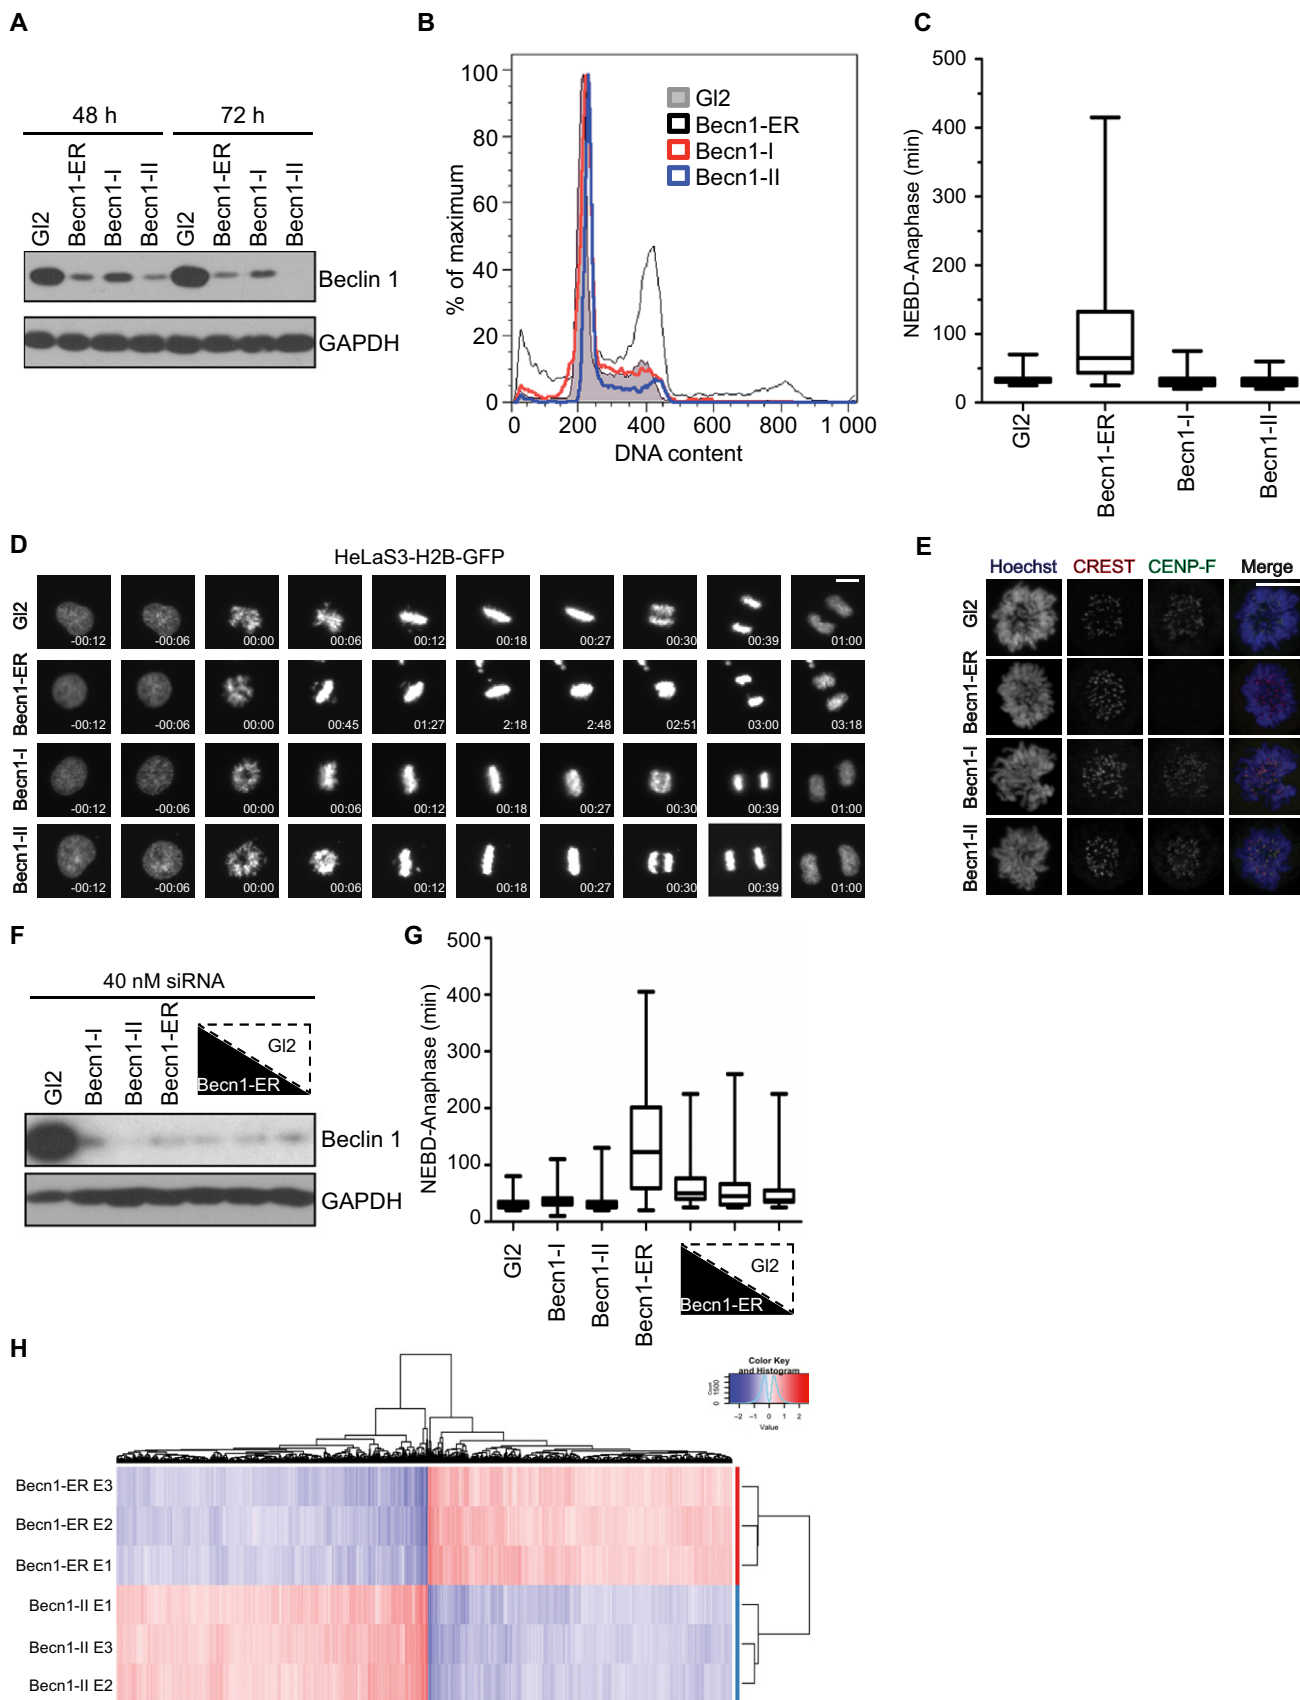 A
48 h
72 h
Gl2
Becn1-ER
Becn1-I
Becn1-II
Gl2
Becn1-ER
Becn1-I
Becn1-II
Beclin 1
GAPDH
B
% of maximum
100
80
60
40
20
0
0 200 400 600 800 1 000
DNA content
Gl2
Becn1-ER
Becn1-I
Becn1-II
C
NEBD-Anaphase (min)
500
400
300
200
100
0
Gl2
Becn1-ER
Becn1-I
Becn1-II
D
HeLaS3-H2B-GFP
Gl2
-00:12 -00:06 00:00 00:06 00:12 00:18 00:27 00:30 00:39 01:00
Becn1-ER
-00:12 -00:06 00:00 00:45 01:27 2:18 2:48 02:51 03:00 03:18
Becn1-I
-00:12 -00:06 00:00 00:06 00:12 00:18 00:27 00:30 00:39 01:00
Becn1-II
-00:12 -00:06 00:00 00:06 00:12 00:18 00:27 00:30 00:39 01:00
E
Hoechst CREST CENP-F Merge
Gl2
Becn1-ER
Becn1-I
Becn1-II
F
40 nM siRNA
Gl2
Becn1-I
Becn1-II
Becn1-ER
Gl2
Becn1-ER
Beclin 1
GAPDH
G
NEBD-Anaphase (min)
500
400
300
200
100
0
Gl2
Becn1-I
Becn1-II
Becn1-ER
Gl2
Becn1-ER
H
Color Key
and Histogram
Count
0 1500
-2 -1 0 1 2
Value
Becn1-ER E3
Becn1-ER E2
Becn1-ER E1
Becn1-II E1
Becn1-II E3
Becn1-II E2